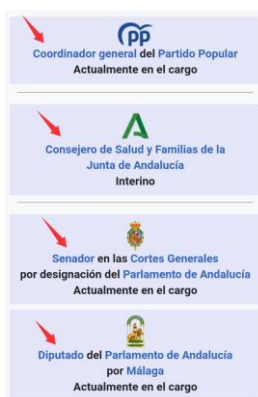 pp
Coordinador general del Partido Popular
Actualmente en el cargo
Consejero de Salud y Familias de la
Junta de Andalucía
Interino
Senador en las Cortes Generales
por designación del Parlamento de Andalucía
Actualmente en el cargo
Diputado del Parlamento de Andalucía
por Málaga
Actualmente en el cargo